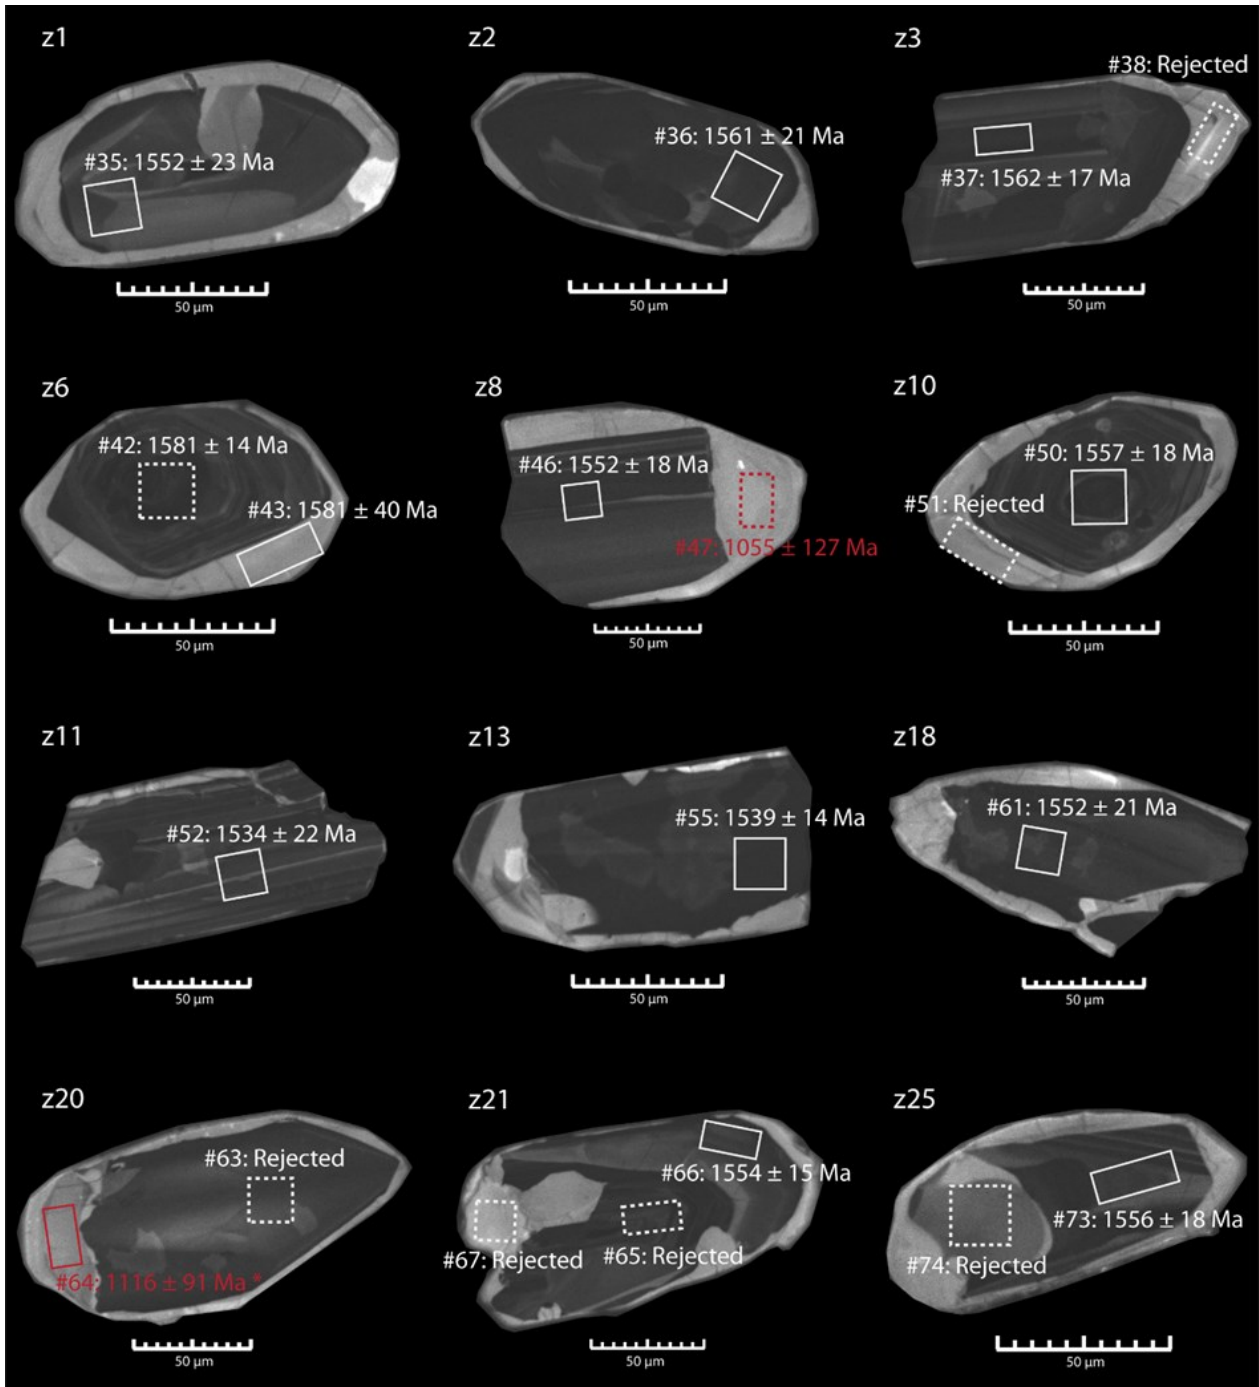 z1
#35: 1552 ± 23 Ma
50 µm
z2
#36: 1561 ± 21 Ma
50 µm
z3
#38: Rejected
#37: 1562 ± 17 Ma
50 µm
z6
#42: 1581 ± 14 Ma
#43: 1581 ± 40 Ma
50 µm
z8
#46: 1552 ± 18 Ma
#47: 1055 ± 127 Ma
50 µm
z10
#50: 1557 ± 18 Ma
#51: Rejected
50 µm
z11
#52: 1534 ± 22 Ma
50 µm
z13
#55: 1539 ± 14 Ma
50 µm
z18
#61: 1552 ± 21 Ma
50 µm
z20
#63: Rejected
#64: 1116 ± 91 Ma *
50 µm
z21
#66: 1554 ± 15 Ma
#67: Rejected
#65: Rejected
50 µm
z25
#73: 1556 ± 18 Ma
#74: Rejected
50 µm